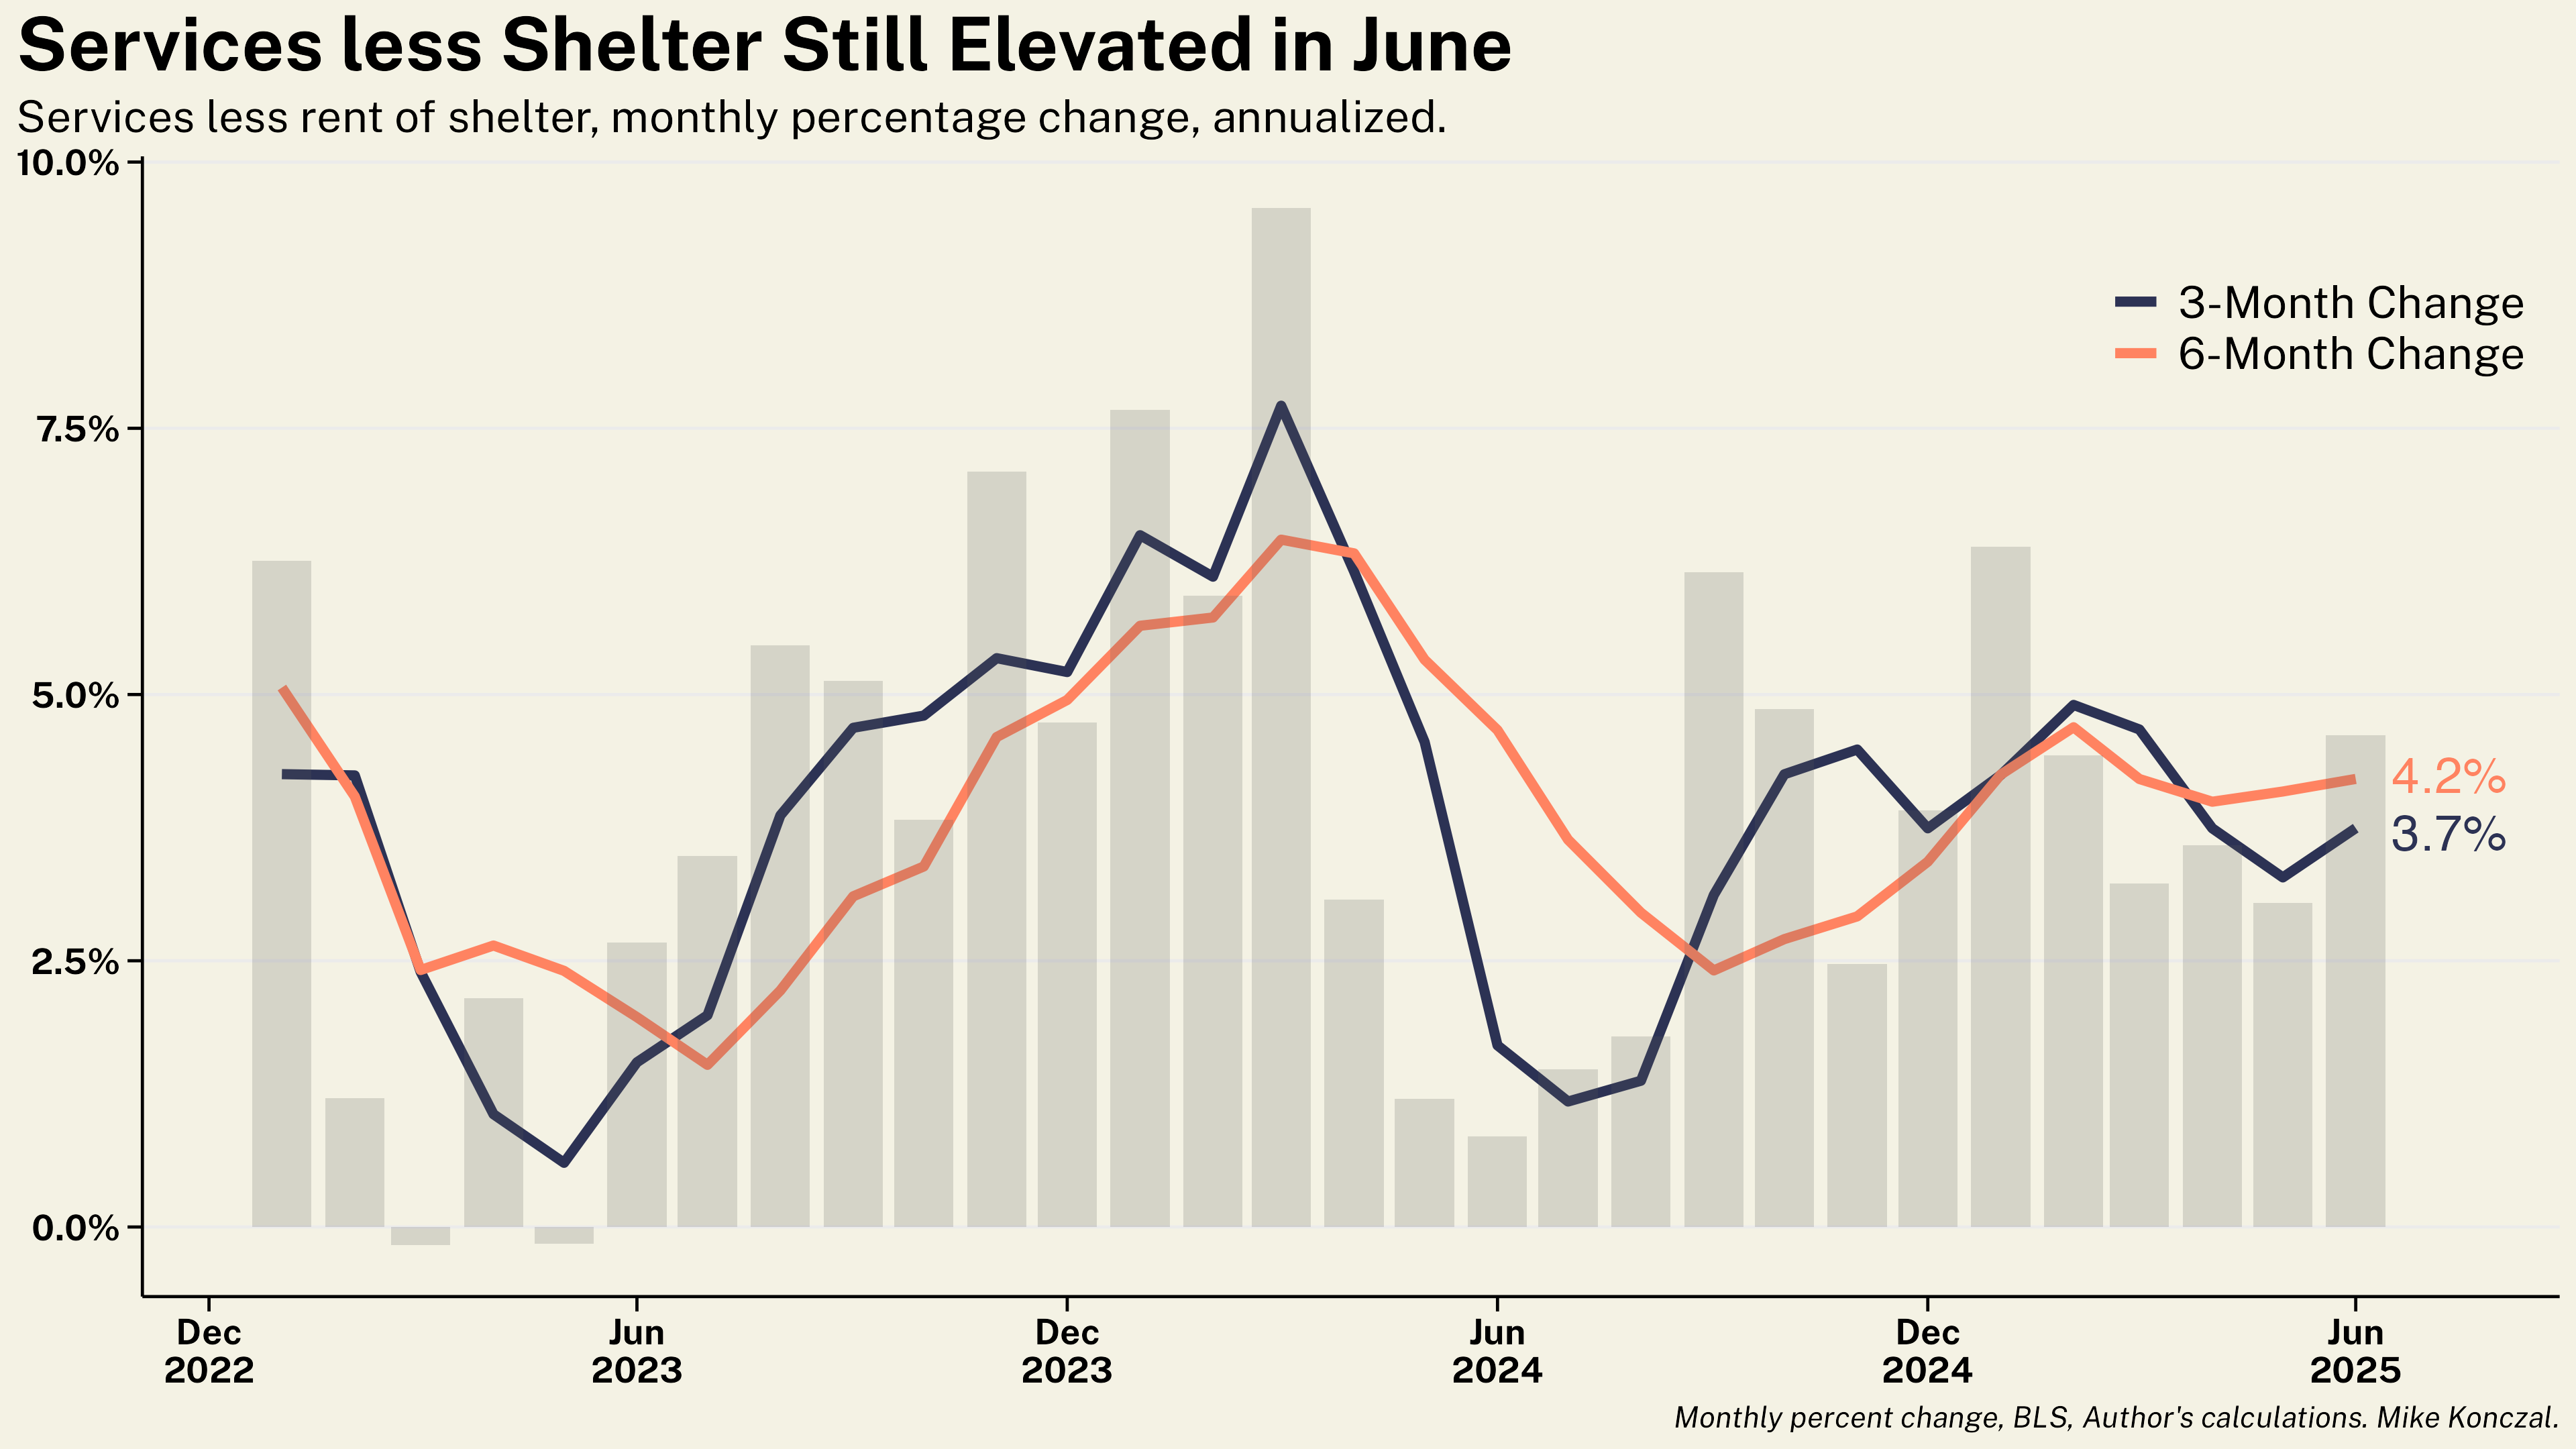 Services less Shelter Still Elevated in June
Services less rent of shelter, monthly percentage change, annualized.
10.0%
7.5%
5.0%
2.5%
0.0%
3-Month Change
6-Month Change
4.2%
3.7%
Dec
2022
Jun
2023
Dec
2023
Jun
2024
Dec
2024
Jun
2025
Monthly percent change, BLS, Author's calculations. Mike Konczal.